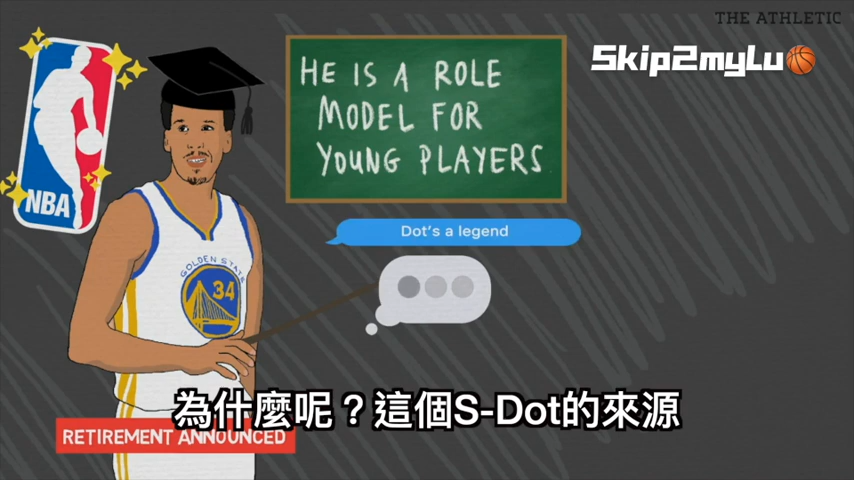 THE ATHLETIC
Skip2myLu
HE IS A ROLE
MODEL FOR
YOUNG PLAYERS
NBA
Dot's a legend
GOLDEN STATE
34
為什麼呢？這個S-Dot的來源
RETIREMENT ANNOUNCED